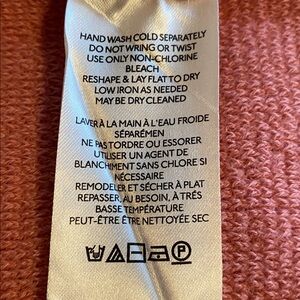 HAND WASH COLD SEPARATELY
DO NOT WRING OR TWIST
USE ONLY NON-CHLORINE
BLEACH
RESHAPE & LAY FLAT TO DRY
LOW IRON AS NEEDED
MAY BE DRY CLEANED
LAVER À LA MAIN À L'EAU FROIDE
SÉPARÉMEN
NE PAS TORDRE OU ESSORER
UTILISER UN AGENT DE
BLANCHIMENT SANS CHLORE SI
NÉCESSAIRE
REMODELER ET SÉCHER À PLAT
REPASSER, AU BESOIN, À TRÈS
BASSE TEMPÉRATURE
PEUT-ÊTRE ÊTRE NETTOYÉE SEC
P